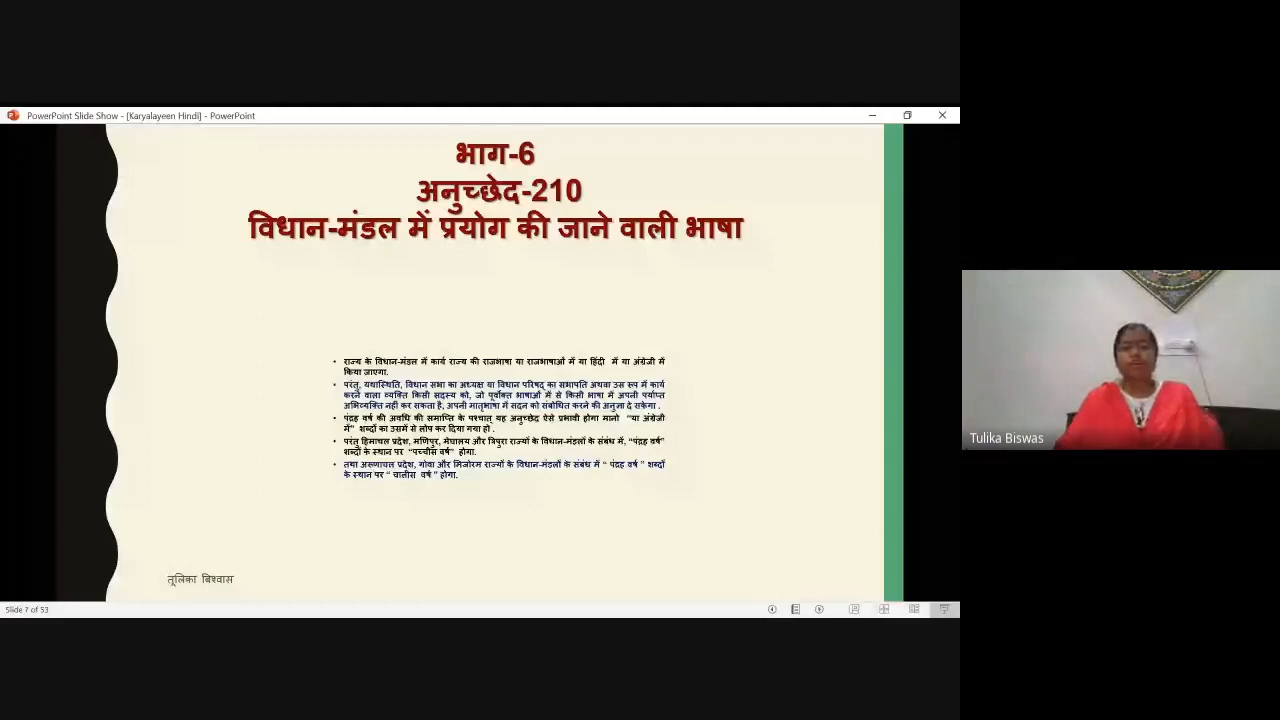 PowerPoint Slide Show - [Karyalayeen Hindi] - PowerPoint
भाग-6
अनुच्छेद-210
विधान-मंडल में प्रयोग की जाने वाली भाषा
• राज्य के विधान-मंडल में कार्य राज्य की राजभाषा या राजभाषाओं में या हिंदी में या अंग्रेजी में
किया जाएगा.
• परंतु, यथास्थिति, विधान सभा का अध्यक्ष या विधान परिषद् का सभापति अथवा उस रूप में कार्य
करने वाला व्यक्ति किसी सदस्य को, जो पूर्वोक्त भाषाओं में से किसी भाषा में अपनी पर्याप्त
अभिव्यक्ति नहीं कर सकता है, अपनी मातृभाषा में सदन को संबोधित करने की अनुज्ञा दे सकेगा .
• पंद्रह वर्ष की अवधि की समाप्ति के पश्चात् यह अनुच्छेद ऐसे प्रभावी होगा मानो "या अंग्रेजी
में" शब्दों का उसमें से लोप कर दिया गया हो .
• परंतु हिमाचल प्रदेश, मणिपुर, मेघालय और त्रिपुरा राज्यों के विधान-मंडलों के संबंध में, "पंद्रह वर्ष"
शब्दों के स्थान पर "पच्चीस वर्ष" होगा.
• तथा अरुणाचल प्रदेश, गोवा और मिजोरम राज्यों के विधान-मंडलों के संबंध में " पंद्रह वर्ष " शब्दों
के स्थान पर " चालीस वर्ष " होगा.
तूलिका बिश्वास
Slide 7 of 53
Tulika Biswas